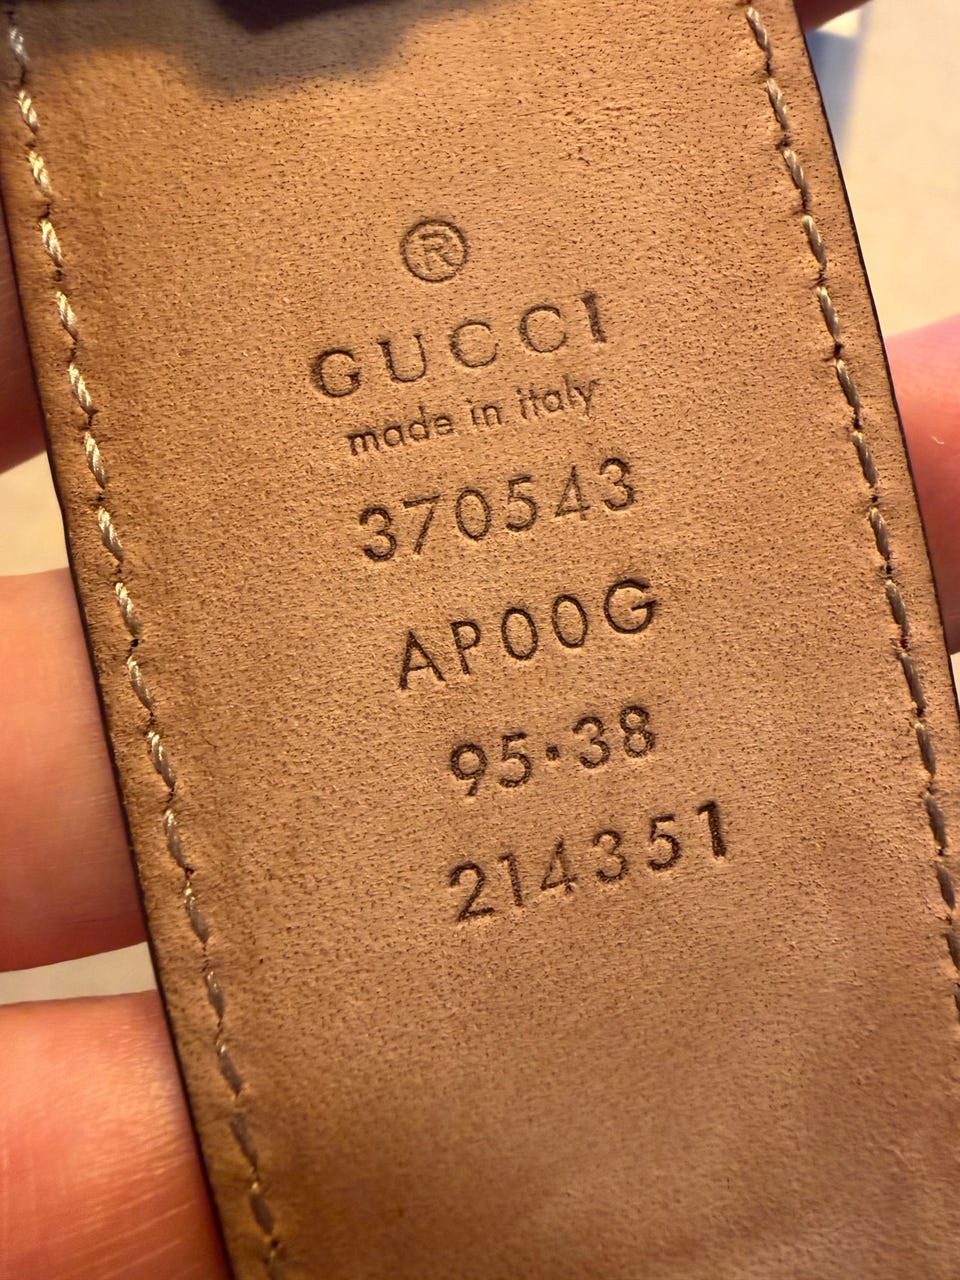 ®
GUCCI
made in italy
370543
AP00G
95·38
214351